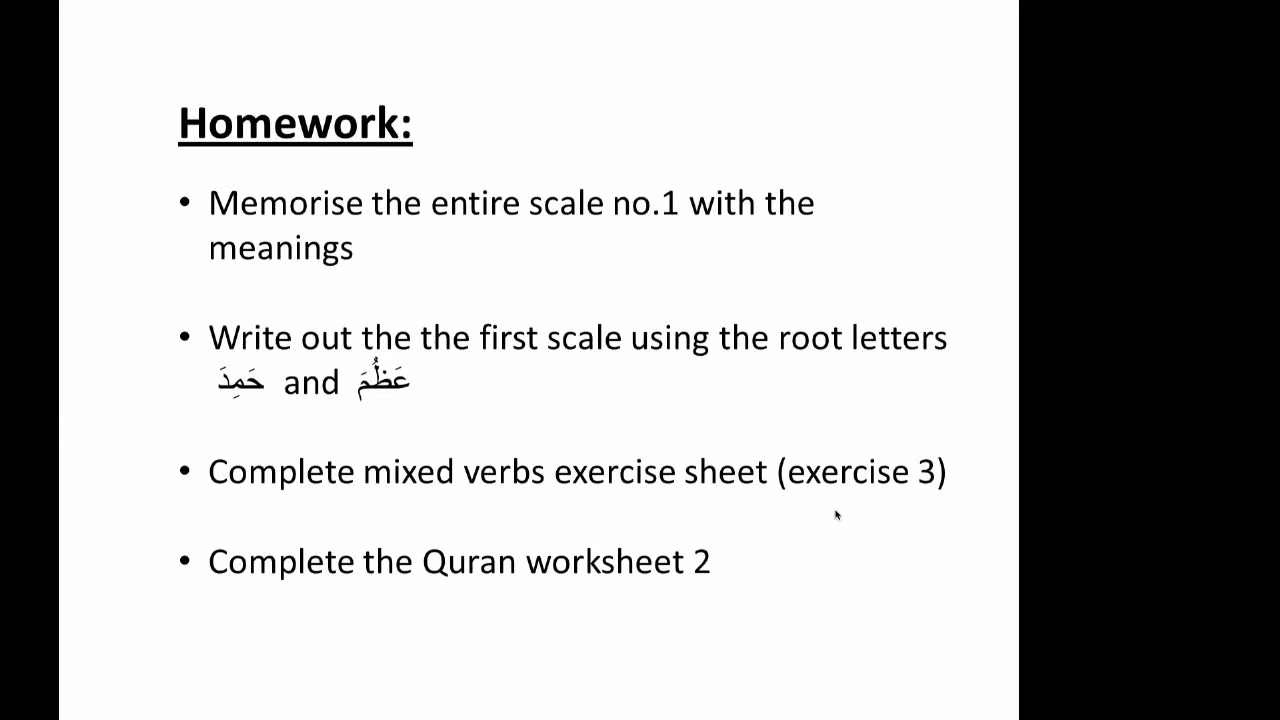 Homework:
• Memorise the entire scale no.1 with the
meanings
• Write out the the first scale using the root letters
حَمِدَ and عَظُمَ
• Complete mixed verbs exercise sheet (exercise 3)
• Complete the Quran worksheet 2